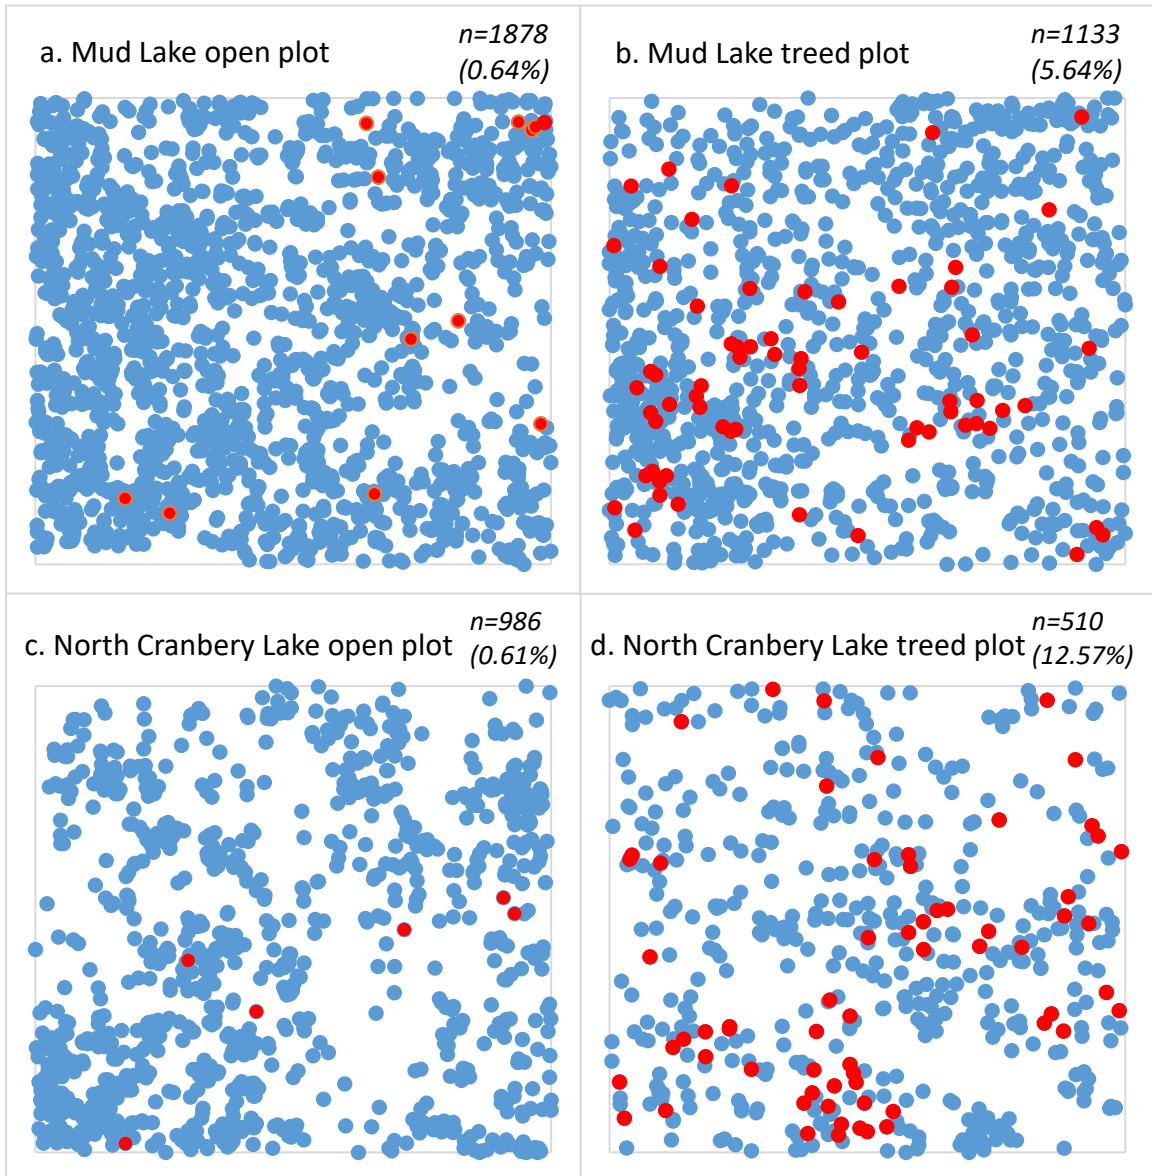 a. Mud Lake open plot
n=1878
(0.64%)
b. Mud Lake treed plot
n=1133
(5.64%)
c. North Cranbery Lake open plot
n=986
(0.61%)
d. North Cranbery Lake treed plot
n=510
(12.57%)